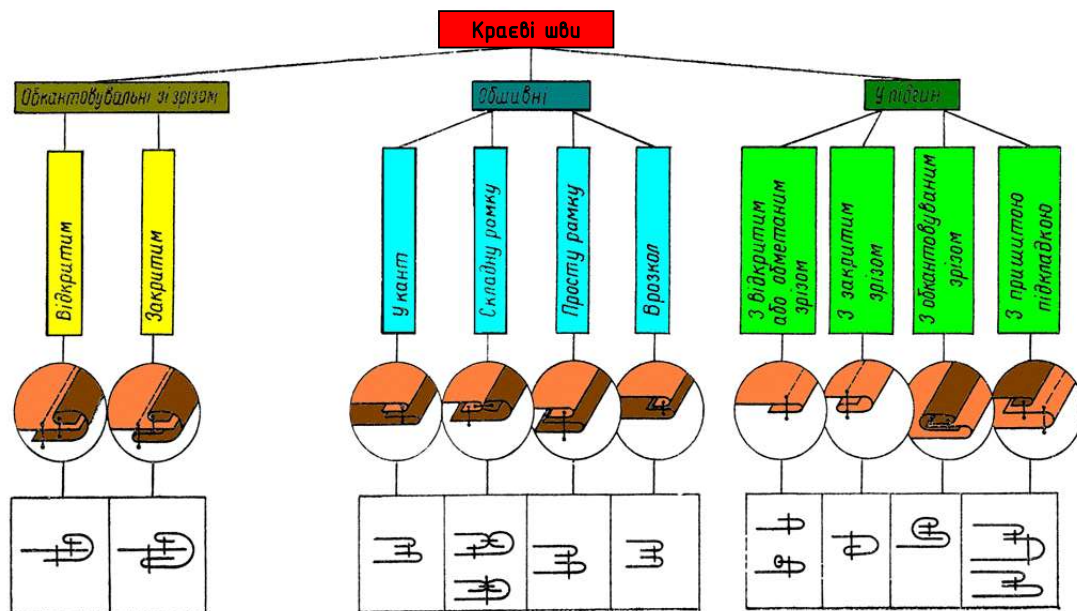 Краєві шви
Обкантовувальні зі зрізом
Обшивні
У підгин
Відкритим
Закритим
У кант
Складну рамку
Просту рамку
Врозкол
З відкритим
або обметаним
зрізом
З закритим
зрізом
З обкантовуваним
зрізом
З пришитою
підкладкою